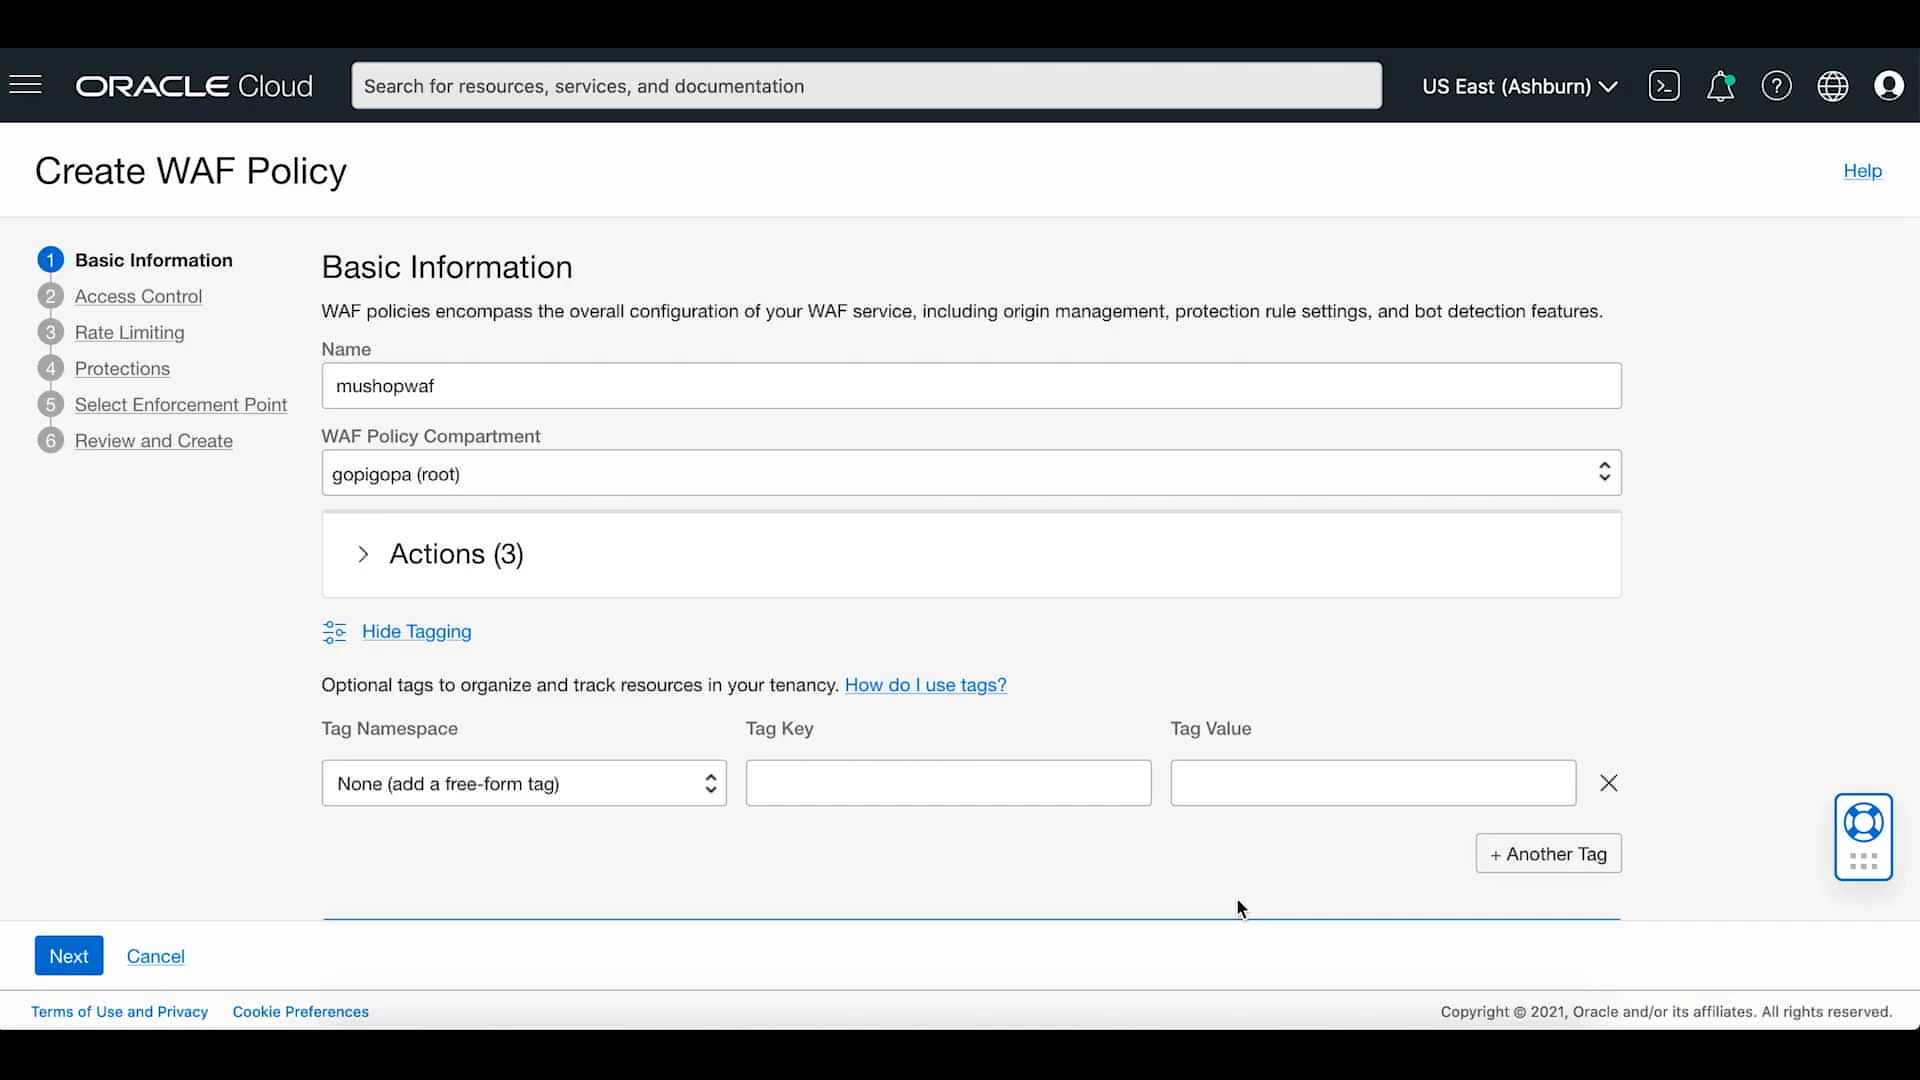 ORACLE Cloud
Search for resources, services, and documentation
US East (Ashburn)
Create WAF Policy
Help
1 Basic Information
2 Access Control
3 Rate Limiting
4 Protections
5 Select Enforcement Point
6 Review and Create
Basic Information
WAF policies encompass the overall configuration of your WAF service, including origin management, protection rule settings, and bot detection features.
Name
mushopwaf
WAF Policy Compartment
gopigopa (root)
Actions (3)
Hide Tagging
Optional tags to organize and track resources in your tenancy. How do I use tags?
Tag Namespace Tag Key Tag Value
None (add a free-form tag)
+ Another Tag
Next Cancel
Terms of Use and Privacy Cookie Preferences
Copyright © 2021, Oracle and/or its affiliates. All rights reserved.